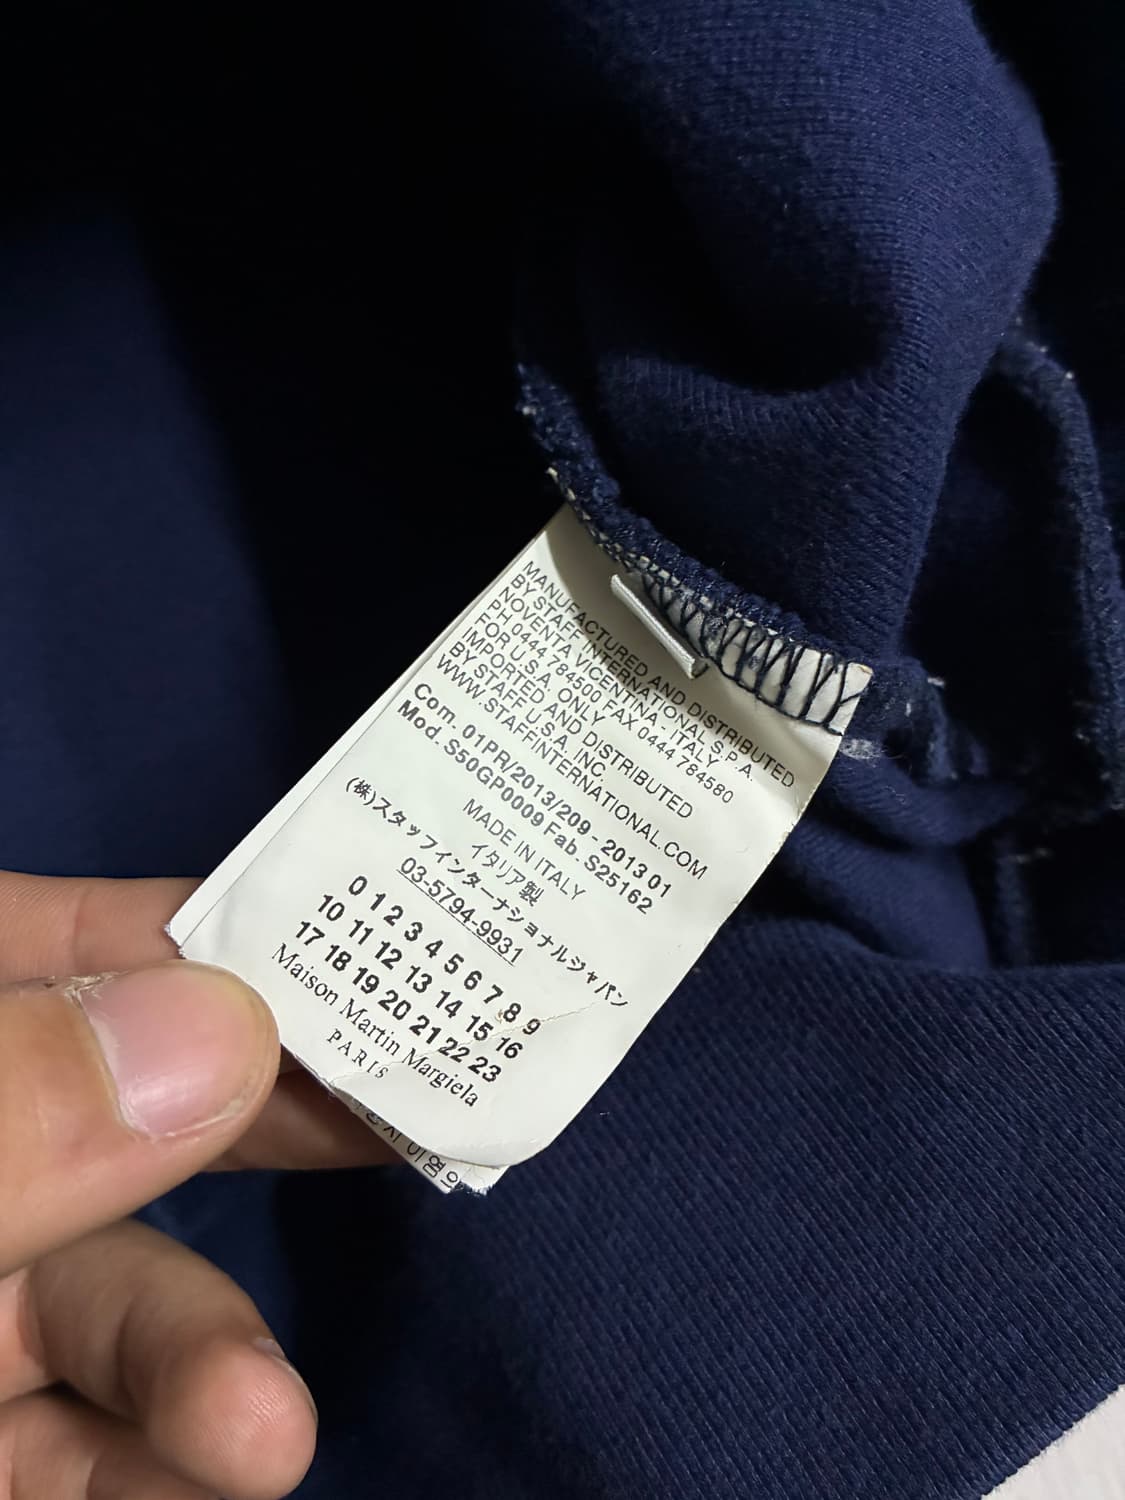 MANUFACTURED AND DISTRIBUTED
BY STAFF INTERNATIONAL S.P.A.
NOVENTA VICENTINA - ITALY
PH 0444 784500 FAX 0444 784580
FOR U.S.A. ONLY
IMPORTED AND DISTRIBUTED
BY STAFF U.S.A. INC.
WWW.STAFFINTERNATIONAL.COM
Com. 01PR/2013/209 - 2013 01
Mod. S50GP0009 Fab. S25162
MADE IN ITALY
イタリア製
(株)スタッフインターナショナルジャパン
03-5794-9931
0 1 2 3 4 5 6 7 8 9
10 11 12 13 14 15 16
17 18 19 20 21 22 23
Maison Martin Margiela
PARIS